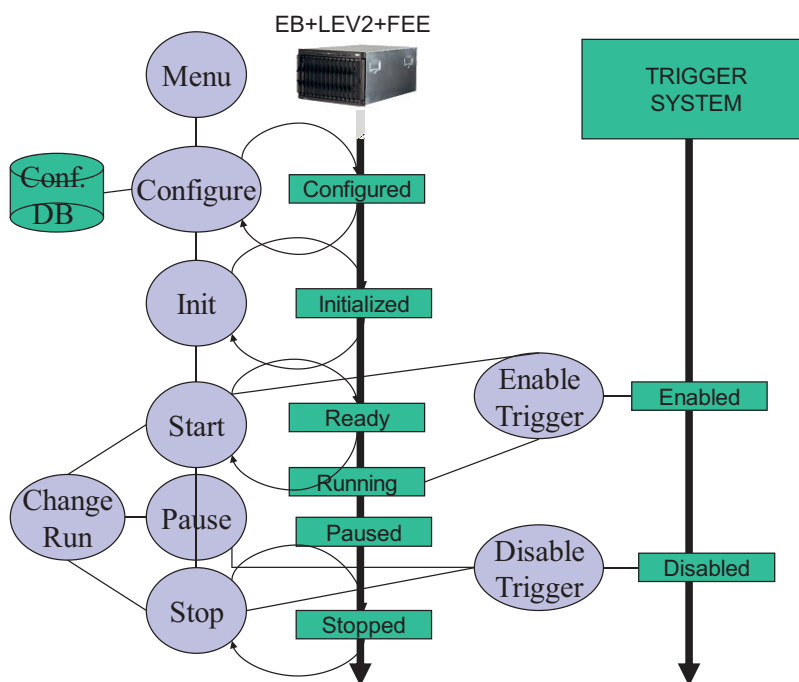 EB+LEV2+FEE
Menu
TRIGGER
SYSTEM
Conf.
DB
Configure
Configured
Init
Initialized
Enable
Trigger
Enabled
Start
Ready
Running
Change
Run
Pause
Paused
Disable
Trigger
Disabled
Stop
Stopped